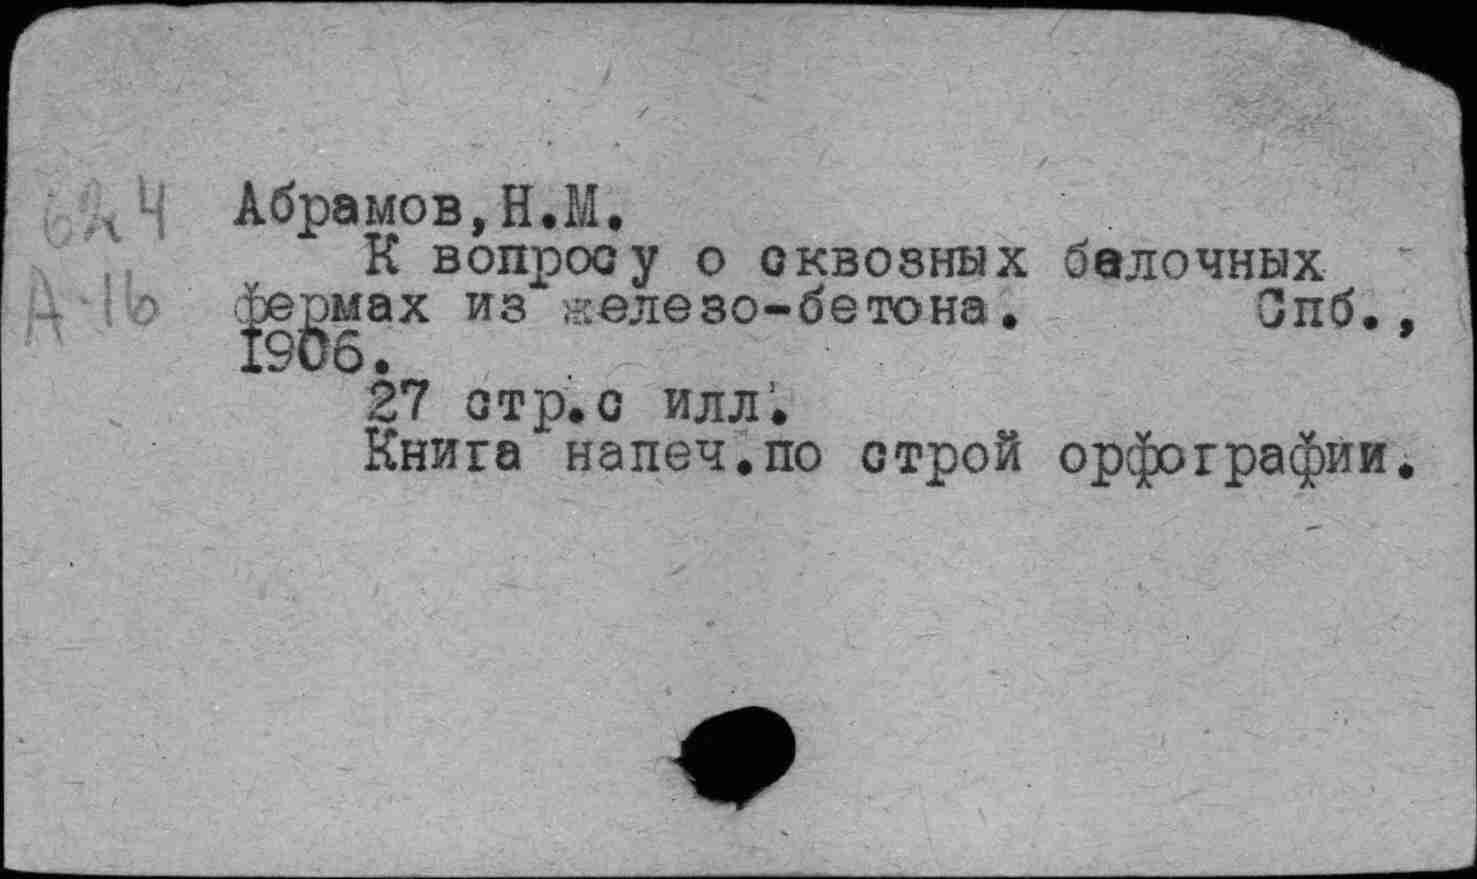 624
А-16
Абрамов,Н.М.
К вопросу о сквозных балочных
фермах из железо-бетона. Спб.,
1906.
27 стр.с илл.
Книга напеч.по строй орфографии.